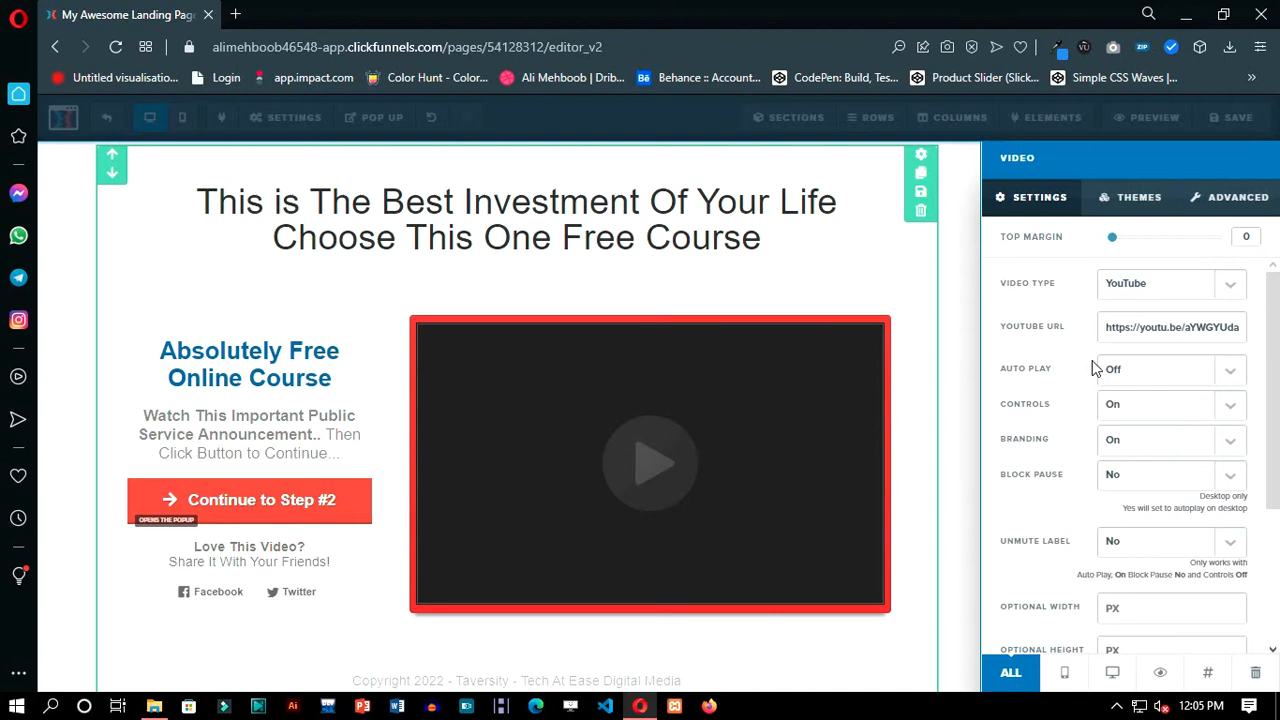 My Awesome Landing Pag
alimehboob46548-app.clickfunnels.com/pages/54128312/editor_v2
Untitled visualisatio...
Login
app.impact.com
Color Hunt - Color...
Ali Mehboob | Drib...
Behance :: Account...
CodePen: Build, Tes...
Product Slider (Slick...
Simple CSS Waves |...
SETTINGS
POP UP
SECTIONS
ROWS
COLUMNS
ELEMENTS
PREVIEW
SAVE
This is The Best Investment Of Your Life
Choose This One Free Course
Absolutely Free
Online Course
Watch This Important Public
Service Announcement.. Then
Click Button to Continue...
Continue to Step #2
OPENS THE POPUP
Love This Video?
Share It With Your Friends!
Facebook
Twitter
Copyright 2022 - Taversity - Tech At Ease Digital Media
VIDEO
SETTINGS
THEMES
ADVANCED
TOP MARGIN
0
VIDEO TYPE
YouTube
YOUTUBE URL
https://youtu.be/aYWGYUda
AUTO PLAY
Off
CONTROLS
On
BRANDING
On
BLOCK PAUSE
No
Desktop only
Yes will set to autoplay on desktop
UNMUTE LABEL
No
Only works with
Auto Play, On Block Pause No and Controls Off
OPTIONAL WIDTH
PX
OPTIONAL HEIGHT
PX
ALL
12:05 PM